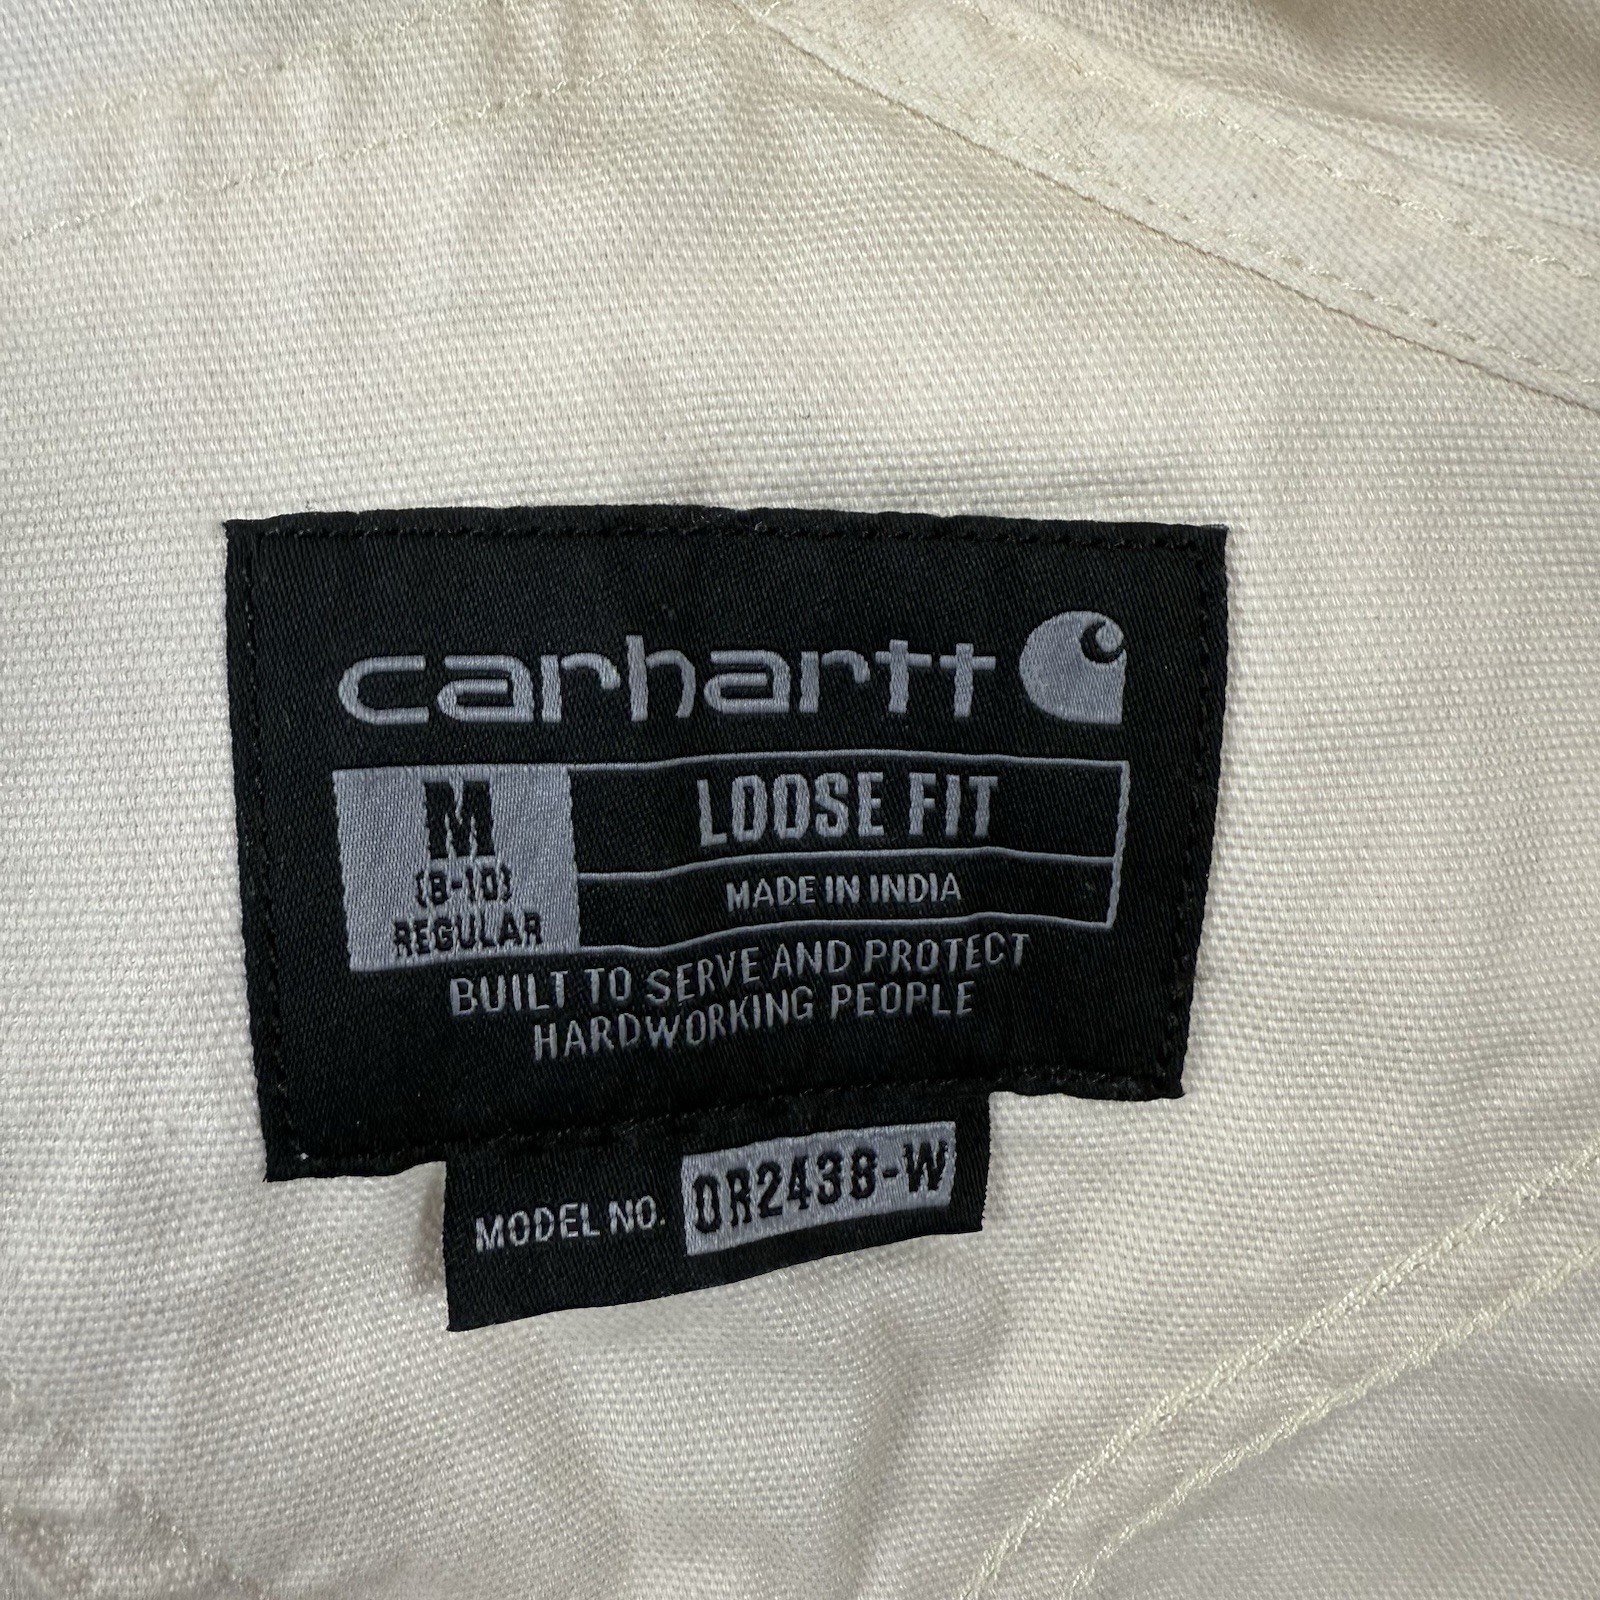 carhartt
M
(8-10)
REGULAR
LOOSE FIT
MADE IN INDIA
BUILT TO SERVE AND PROTECT
HARDWORKING PEOPLE
MODEL NO. OR2438-W